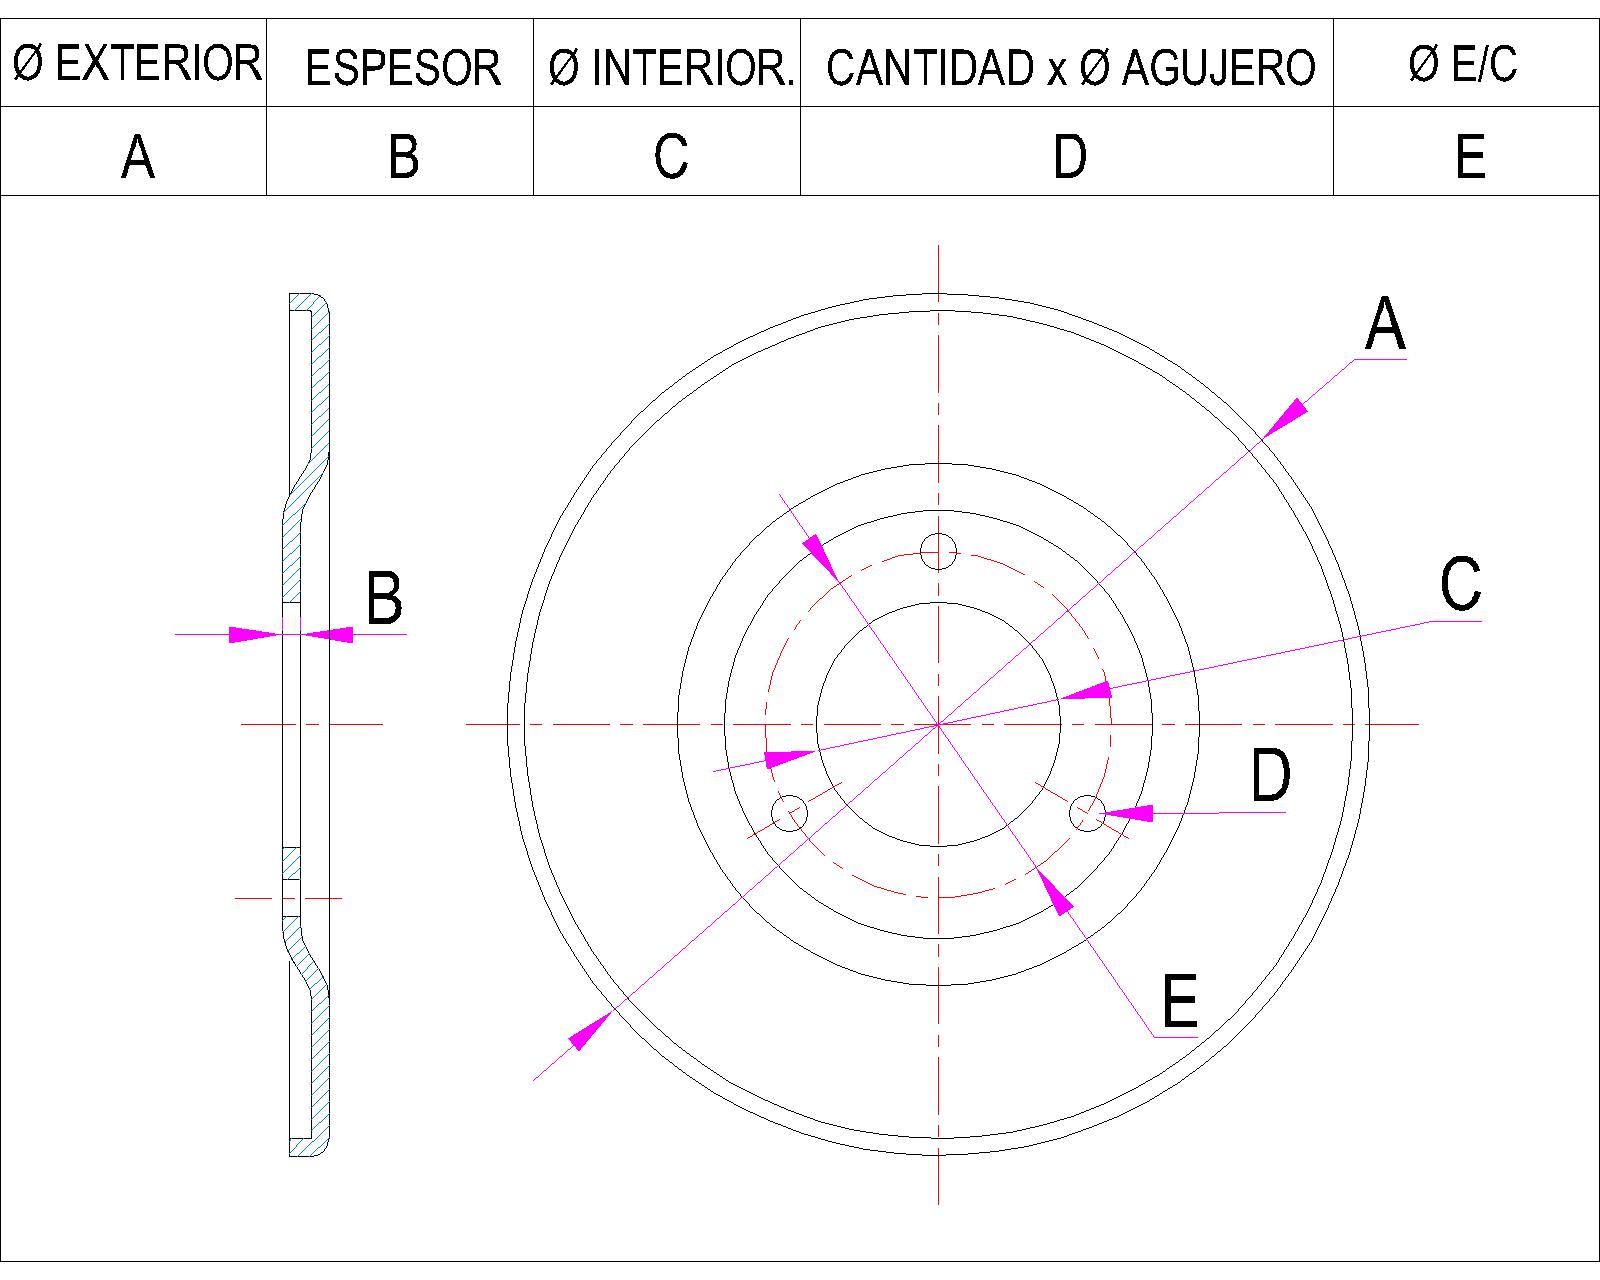 Ø EXTERIOR ESPESOR Ø INTERIOR. CANTIDAD x Ø AGUJERO Ø E/C
A B C D E
A
B
C
D
E